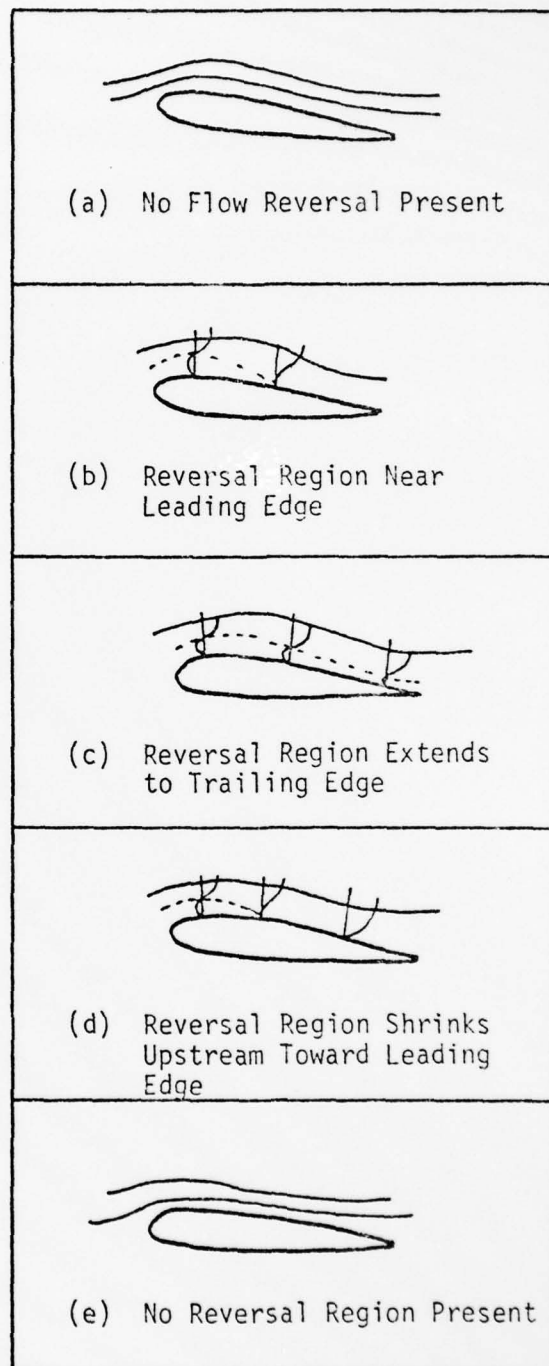 (a) No Flow Reversal Present
(b) Reversal Region Near
Leading Edge
(c) Reversal Region Extends
to Trailing Edge
(d) Reversal Region Shrinks
Upstream Toward Leading
Edge
(e) No Reversal Region Present